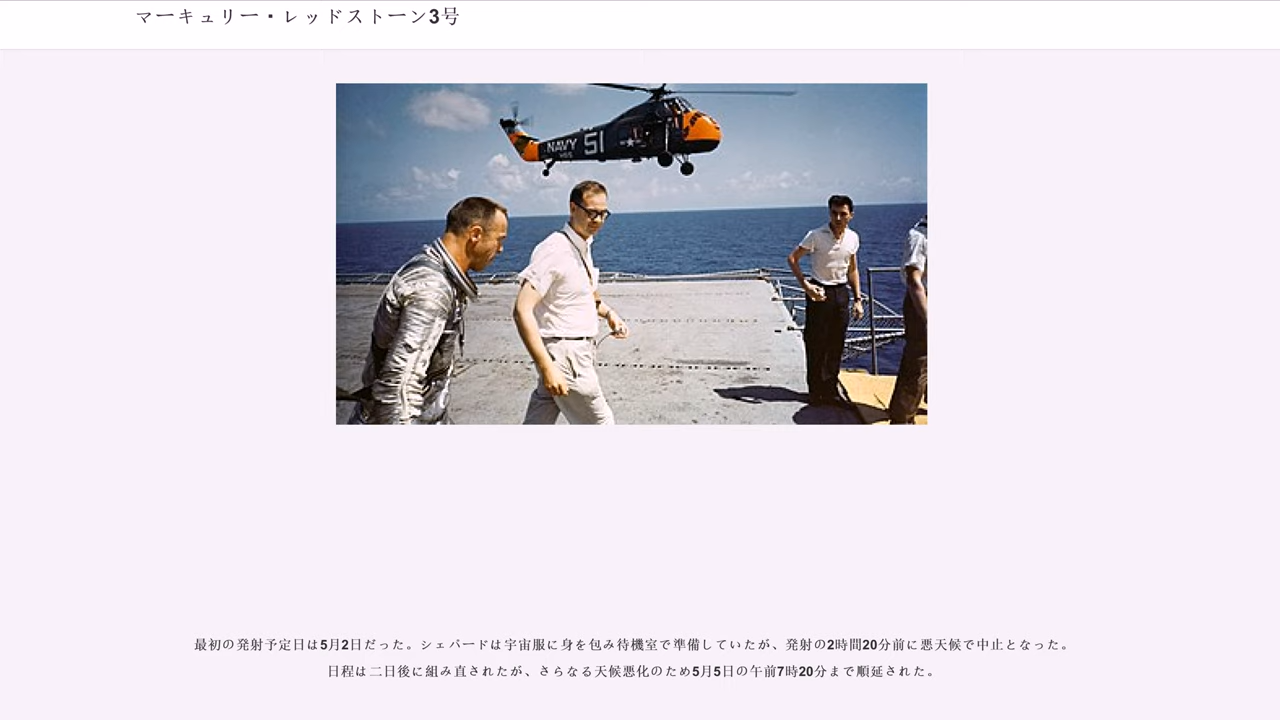 マーキュリー・レッドストーン3号
NAVY 51
最初の発射予定日は5月2日だった。シェパードは宇宙服に身を包み待機室で準備していたが、発射の2時間20分前に悪天候で中止となった。
日程は二日後に組み直されたが、さらなる天候悪化のため5月5日の午前7時20分まで順延された。